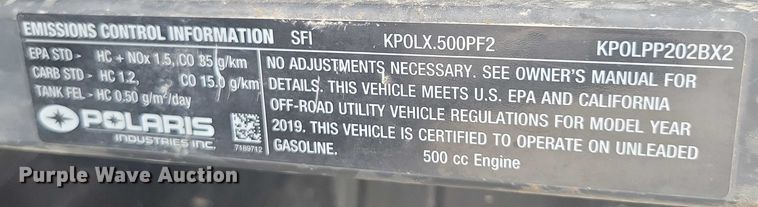 EMISSIONS CONTROL INFORMATION SFI KPOLX.500PF2 KPOLPP202BX2
EPA STD - HC + NOx 1.5, CO 35 g/km
CARB STD - HC 1.2, CO 15.0 g/km
TANK FEL - HC 0.50 g/m²/day
POLARIS
INDUSTRIES INC.
7189712
NO ADJUSTMENTS NECESSARY. SEE OWNER'S MANUAL FOR
DETAILS. THIS VEHICLE MEETS U.S. EPA AND CALIFORNIA
OFF-ROAD UTILITY VEHICLE REGULATIONS FOR MODEL YEAR
2019. THIS VEHICLE IS CERTIFIED TO OPERATE ON UNLEADED
GASOLINE. 500 cc Engine
Purple Wave Auction